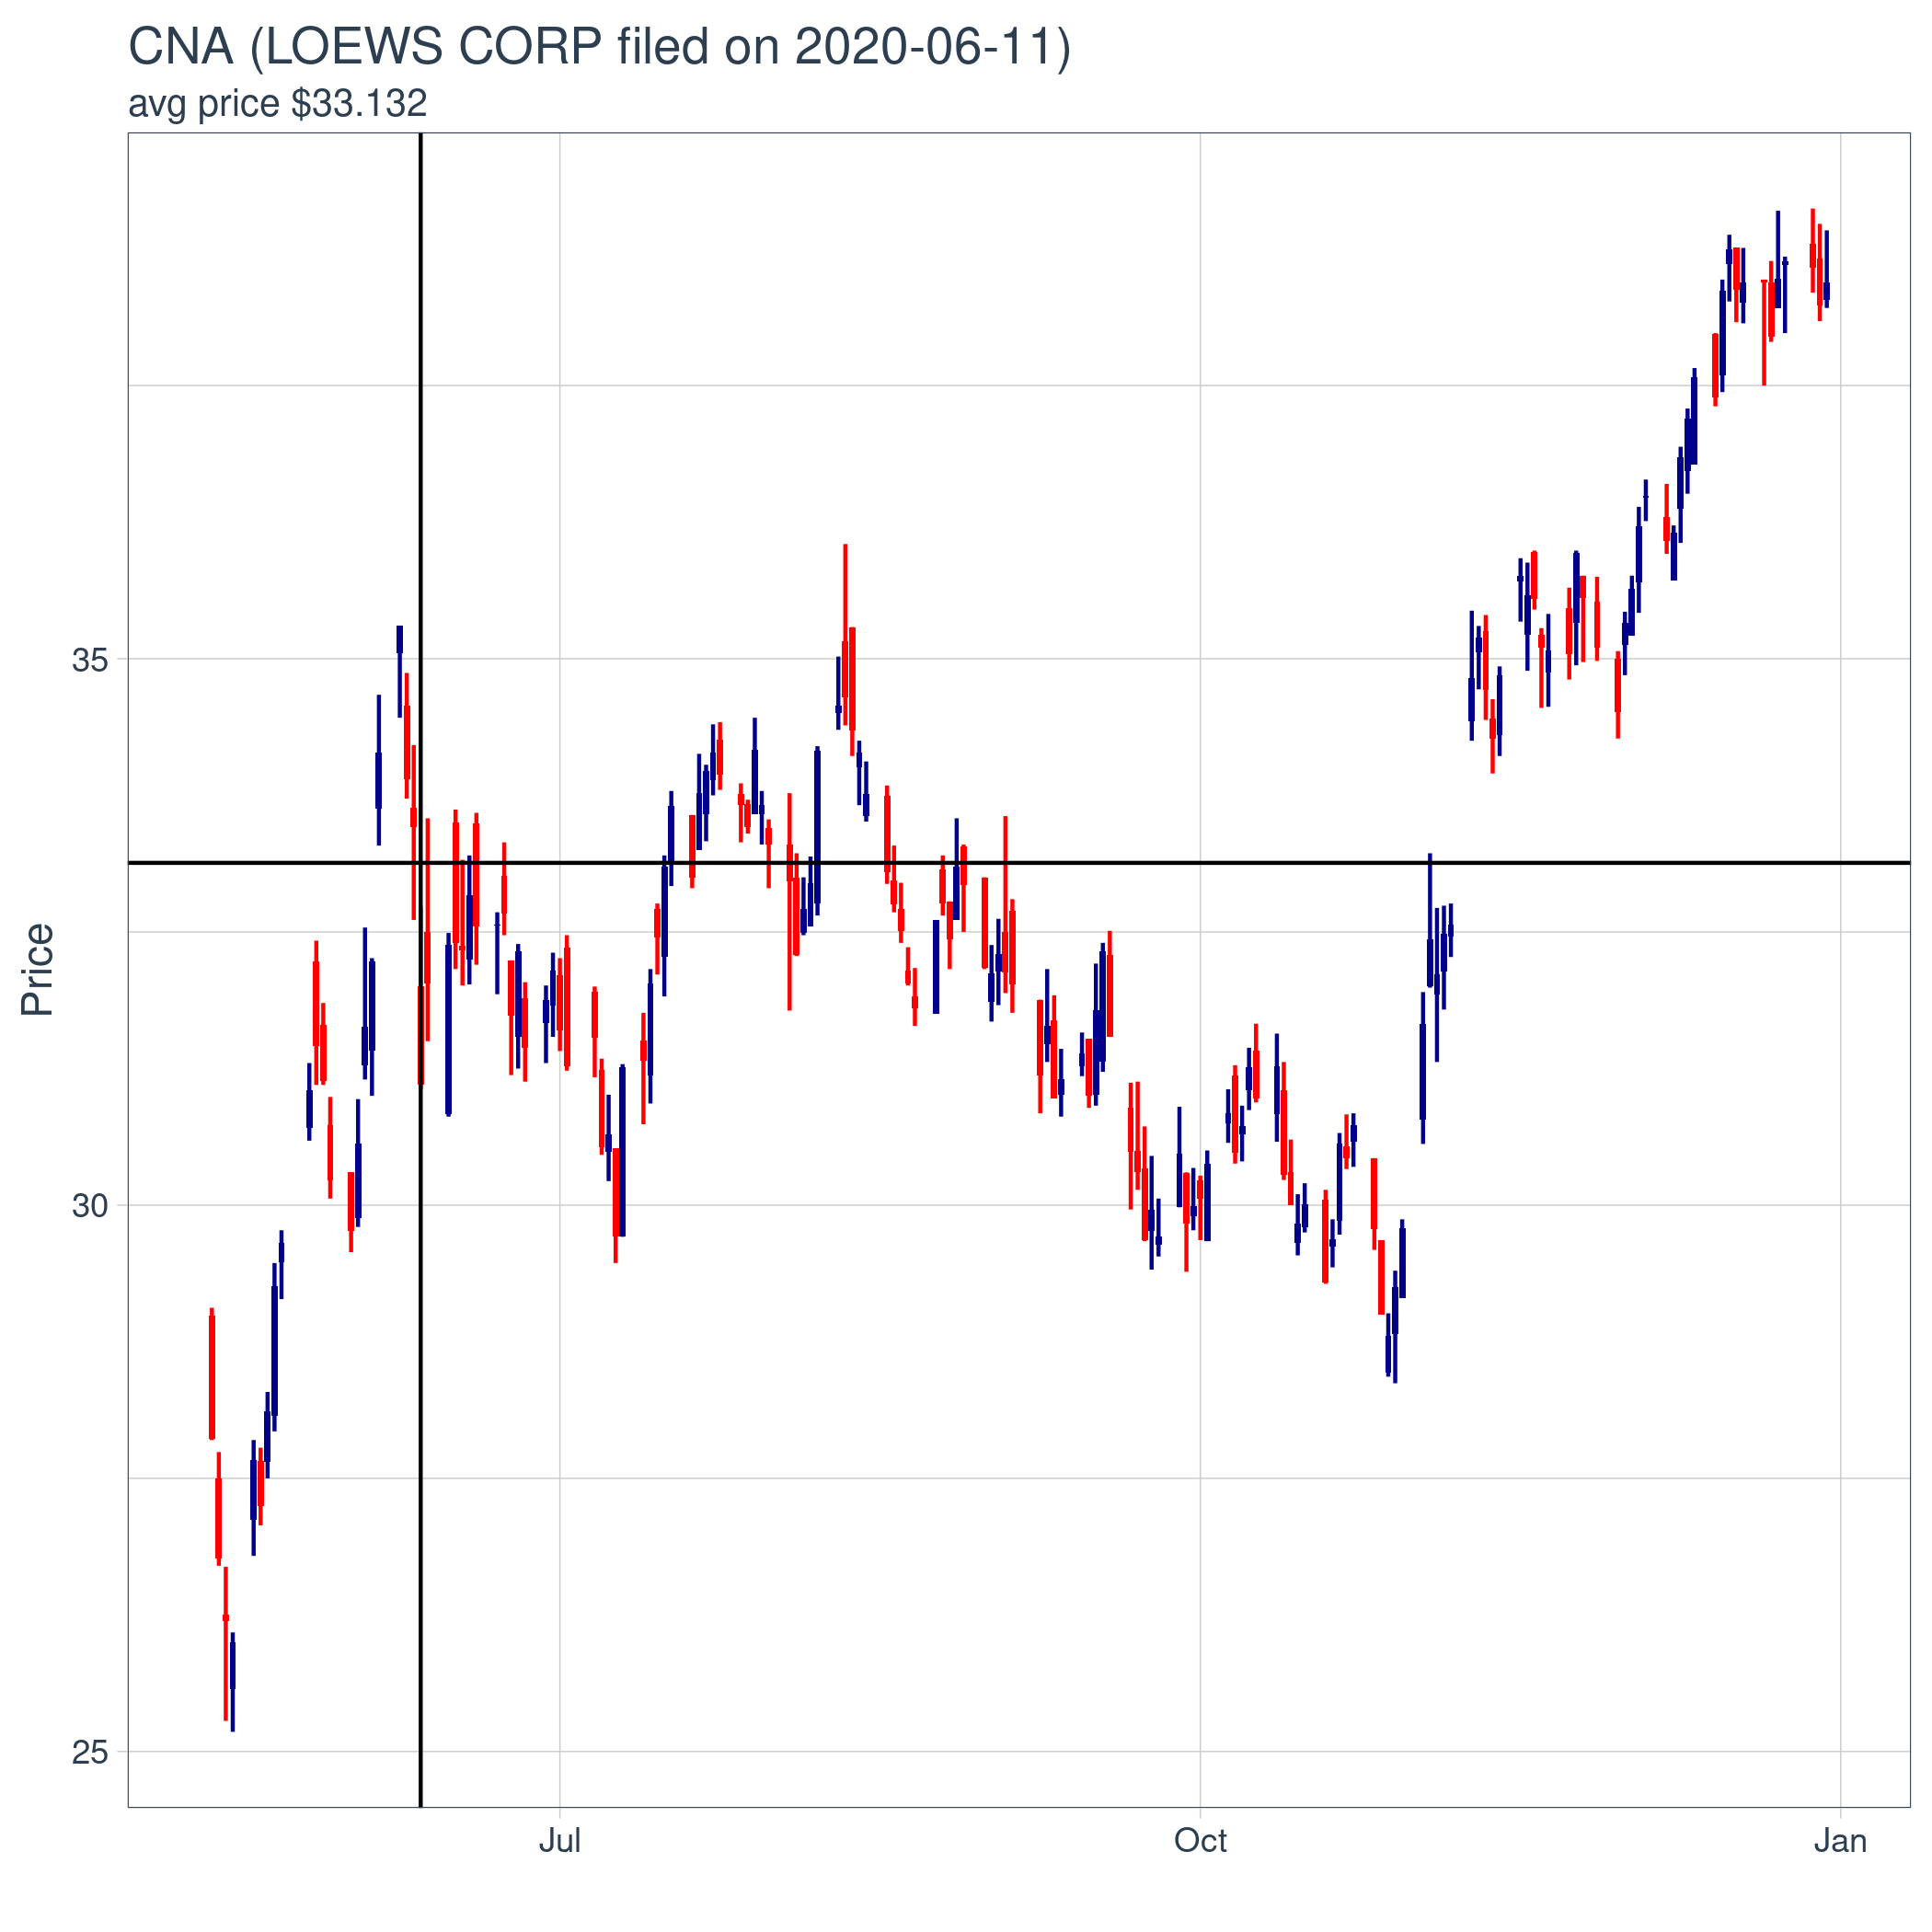 CNA (LOEWS CORP filed on 2020-06-11)
avg price $33.132
Price
35
30
25
Jul Oct Jan